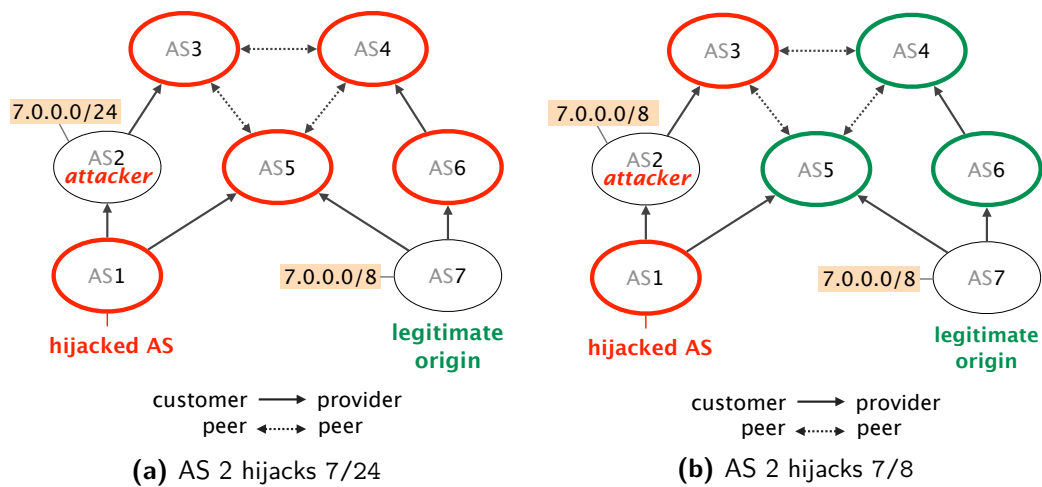 AS3
AS4
7.0.0.0/24
AS2
attacker
AS5
AS6
AS1
7.0.0.0/8
AS7
hijacked AS
legitimate
origin
customer provider
peer peer
(a) AS 2 hijacks 7/24
AS3
AS4
7.0.0.0/8
AS2
attacker
AS5
AS6
AS1
7.0.0.0/8
AS7
hijacked AS
legitimate
origin
customer provider
peer peer
(b) AS 2 hijacks 7/8